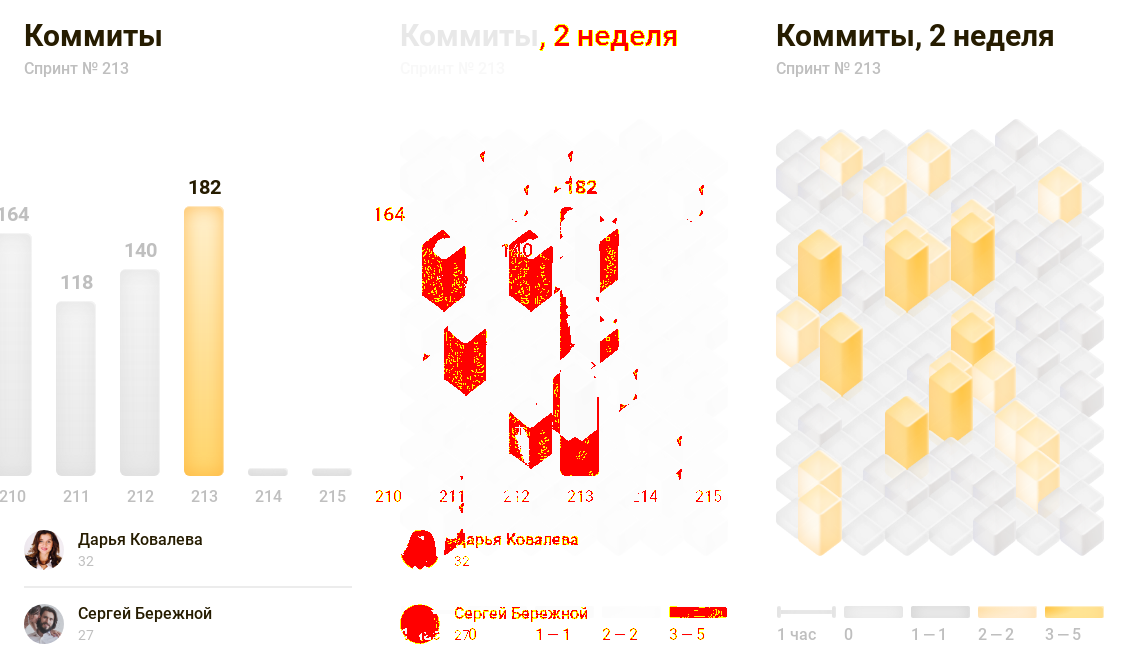 Коммиты
Спринт № 213
164
118
140
182
210 211 212 213 214 215
Дарья Ковалева
32
Сергей Бережной
27
Коммиты, 2 неделя
Спринт № 213
164
182
210 211 212 213 215
Дарья Ковалева
32
Сергей Бережной
27 0 1 – 1 2 – 2 3 – 5
Коммиты, 2 неделя
Спринт № 213
1 час 0 1 – 1 2 – 2 3 – 5